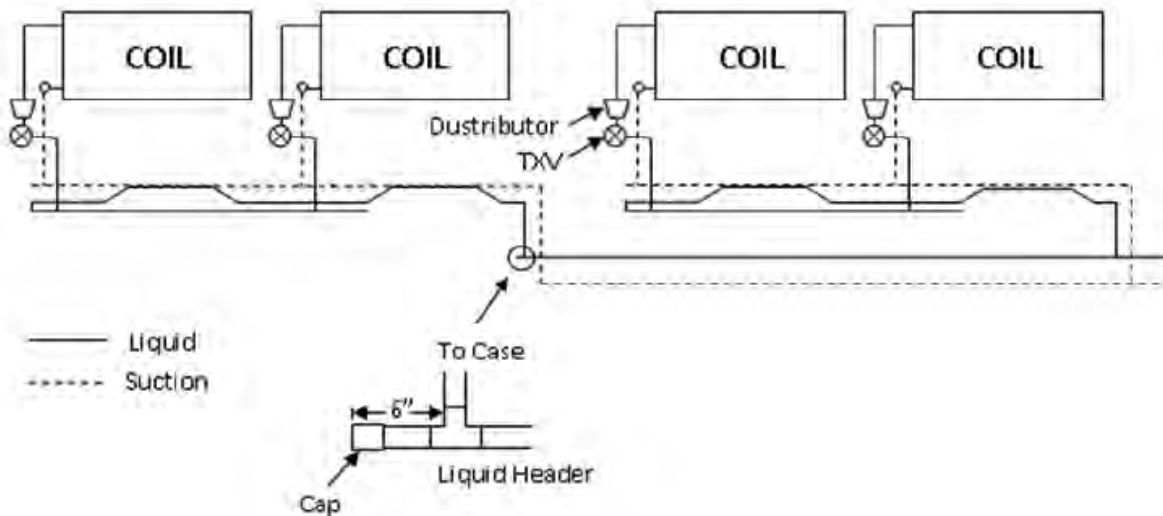 COIL
COIL
COIL
COIL
Dustributor
TXV
Liquid
Suction
To Case
6"
Liquid Header
Cap